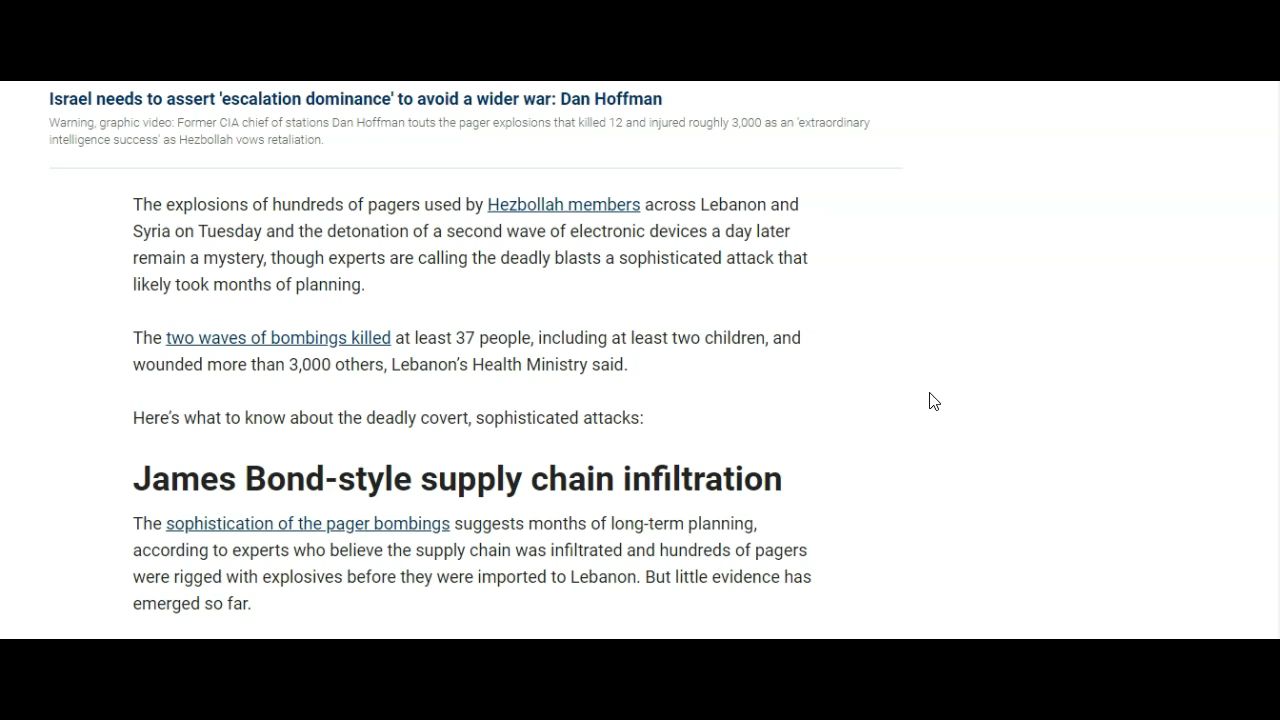 Israel needs to assert 'escalation dominance' to avoid a wider war: Dan Hoffman
Warning, graphic video: Former CIA chief of stations Dan Hoffman touts the pager explosions that killed 12 and injured roughly 3,000 as an 'extraordinary
intelligence success' as Hezbollah vows retaliation.
The explosions of hundreds of pagers used by Hezbollah members across Lebanon and
Syria on Tuesday and the detonation of a second wave of electronic devices a day later
remain a mystery, though experts are calling the deadly blasts a sophisticated attack that
likely took months of planning.
The two waves of bombings killed at least 37 people, including at least two children, and
wounded more than 3,000 others, Lebanon’s Health Ministry said.
Here’s what to know about the deadly covert, sophisticated attacks:
James Bond-style supply chain infiltration
The sophistication of the pager bombings suggests months of long-term planning,
according to experts who believe the supply chain was infiltrated and hundreds of pagers
were rigged with explosives before they were imported to Lebanon. But little evidence has
emerged so far.